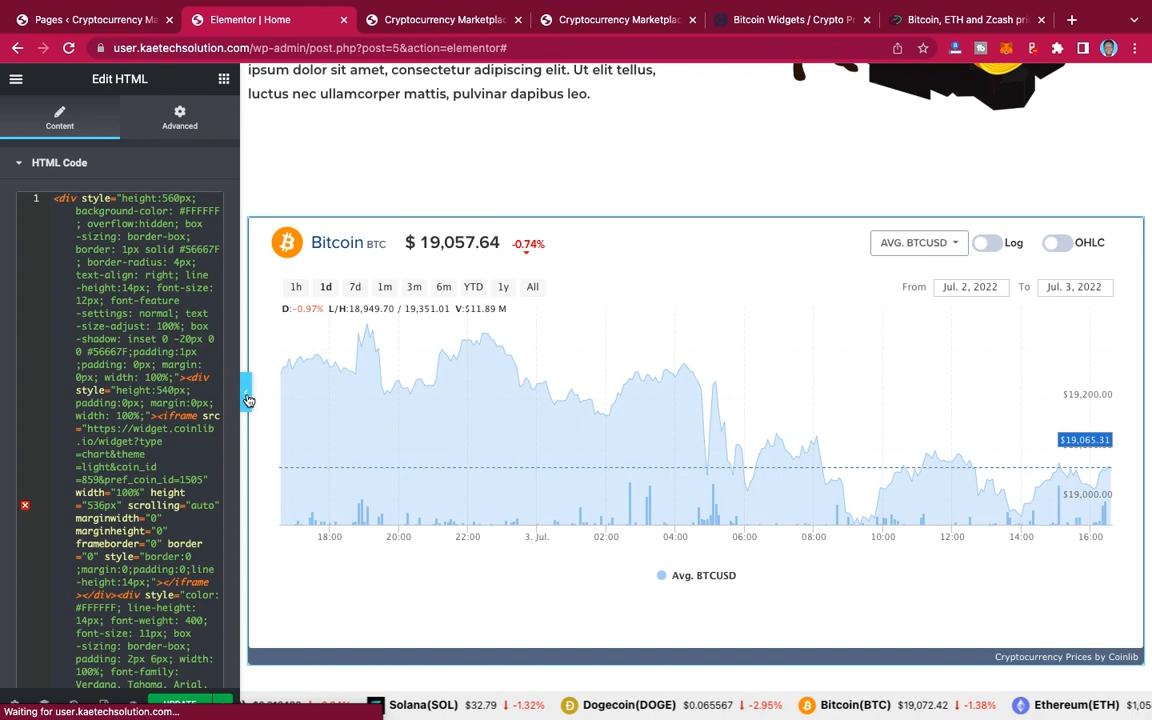 Pages ‹ Cryptocurrency Ma
Elementor | Home
Cryptocurrency Marketplac
Cryptocurrency Marketplac
Bitcoin Widgets / Crypto Pr
Bitcoin, ETH and Zcash pri
user.kaetechsolution.com/wp-admin/post.php?post=5&action=elementor#
Edit HTML
Content
Advanced
HTML Code
1
<div style="height:560px;
background-color: #FFFFFF
; overflow:hidden; box
-sizing: border-box;
border: 1px solid #56667F
; border-radius: 4px;
text-align: right; line
-height:14px; font-size:
12px; font-feature
-settings: normal; text
-size-adjust: 100%; box
-shadow: inset 0 -20px 0
0 #56667F;padding:1px
;padding: 0px; margin:
0px; width: 100%;"><div
style="height:540px;
padding:0px; margin:0px;
width: 100%;"><iframe src
="https://widget.coinlib
.io/widget?type
=chart&theme
=light&coin_id
=859&pref_coin_id=1505"
width="100%" height
="536px" scrolling="auto"
marginwidth="0"
marginheight="0"
frameborder="0" border
="0" style="border:0
;margin:0;padding:0;line
-height:14px;"></iframe
></div><div style="color:
#FFFFFF; line-height:
14px; font-weight: 400;
font-size: 11px; box
-sizing: border-box;
padding: 2px 6px; width:
100%; font-family:
Verdana, Tahoma, Arial,
UPDATE
Waiting for user.kaetechsolution.com...
ipsum dolor sit amet, consectetur adipiscing elit. Ut elit tellus,
luctus nec ullamcorper mattis, pulvinar dapibus leo.
Bitcoin BTC $ 19,057.64 -0.74%
AVG. BTCUSD Log OHLC
1h 1d 7d 1m 3m 6m YTD 1y All
From Jul. 2, 2022 To Jul. 3, 2022
D:-0.97% L/H:18,949.70 / 19,351.01 V:$11.89 M
$19,200.00
$19,065.31
$19,000.00
18:00 20:00 22:00 3. Jul. 02:00 04:00 06:00 08:00 10:00 12:00 14:00 16:00
Avg. BTCUSD
Cryptocurrency Prices by Coinlib
Solana(SOL) $32.79 ↓ -1.32% Dogecoin(DOGE) $0.065567 ↓ -2.95% Bitcoin(BTC) $19,072.42 ↓ -1.38% Ethereum(ETH) $1,05